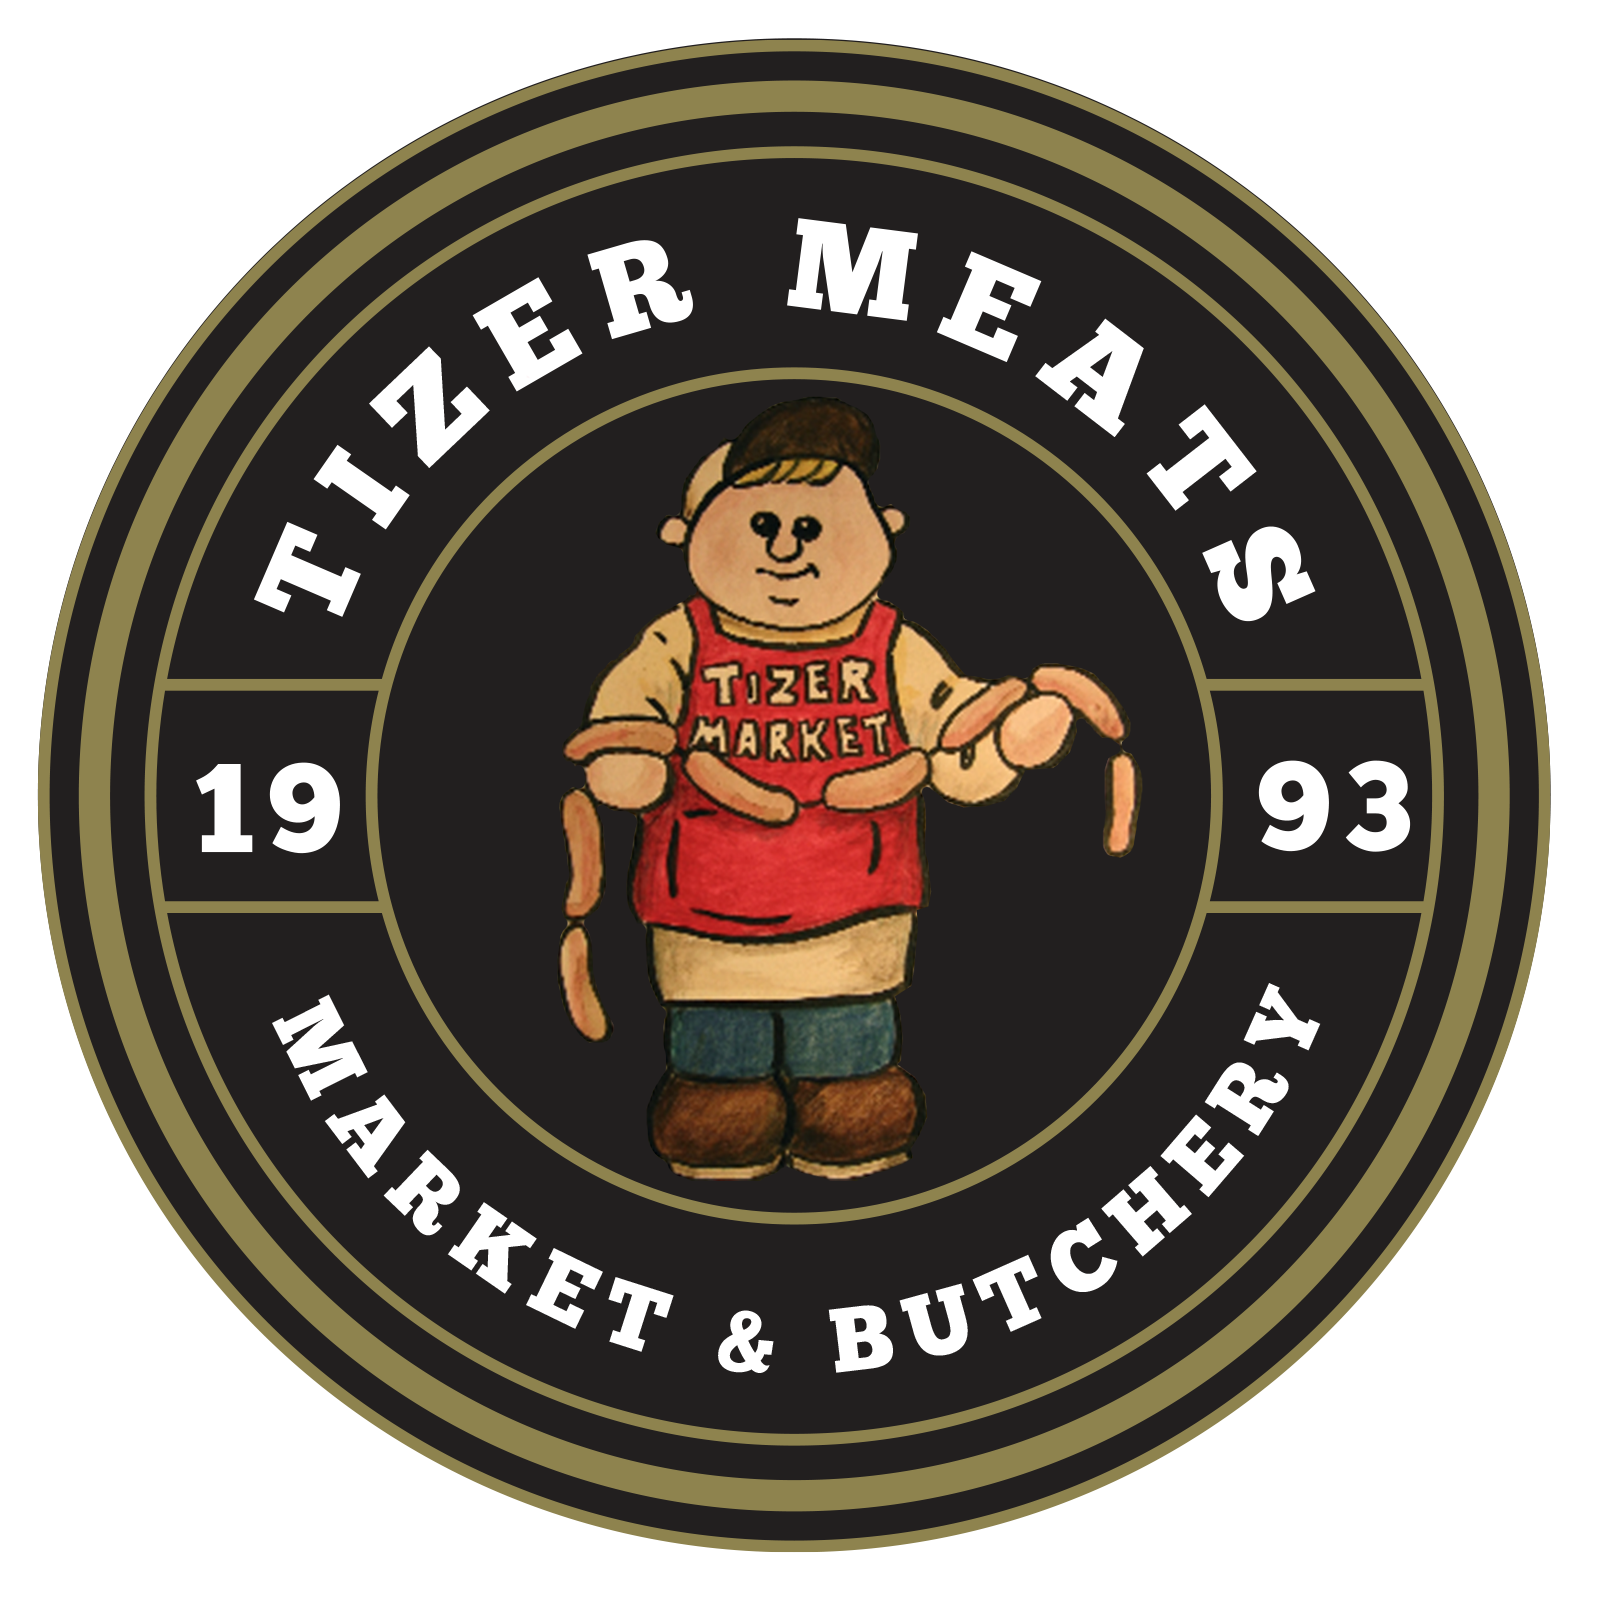 TIZER MEATS
TIZER
MARKET
19 93
MARKET & BUTCHERY